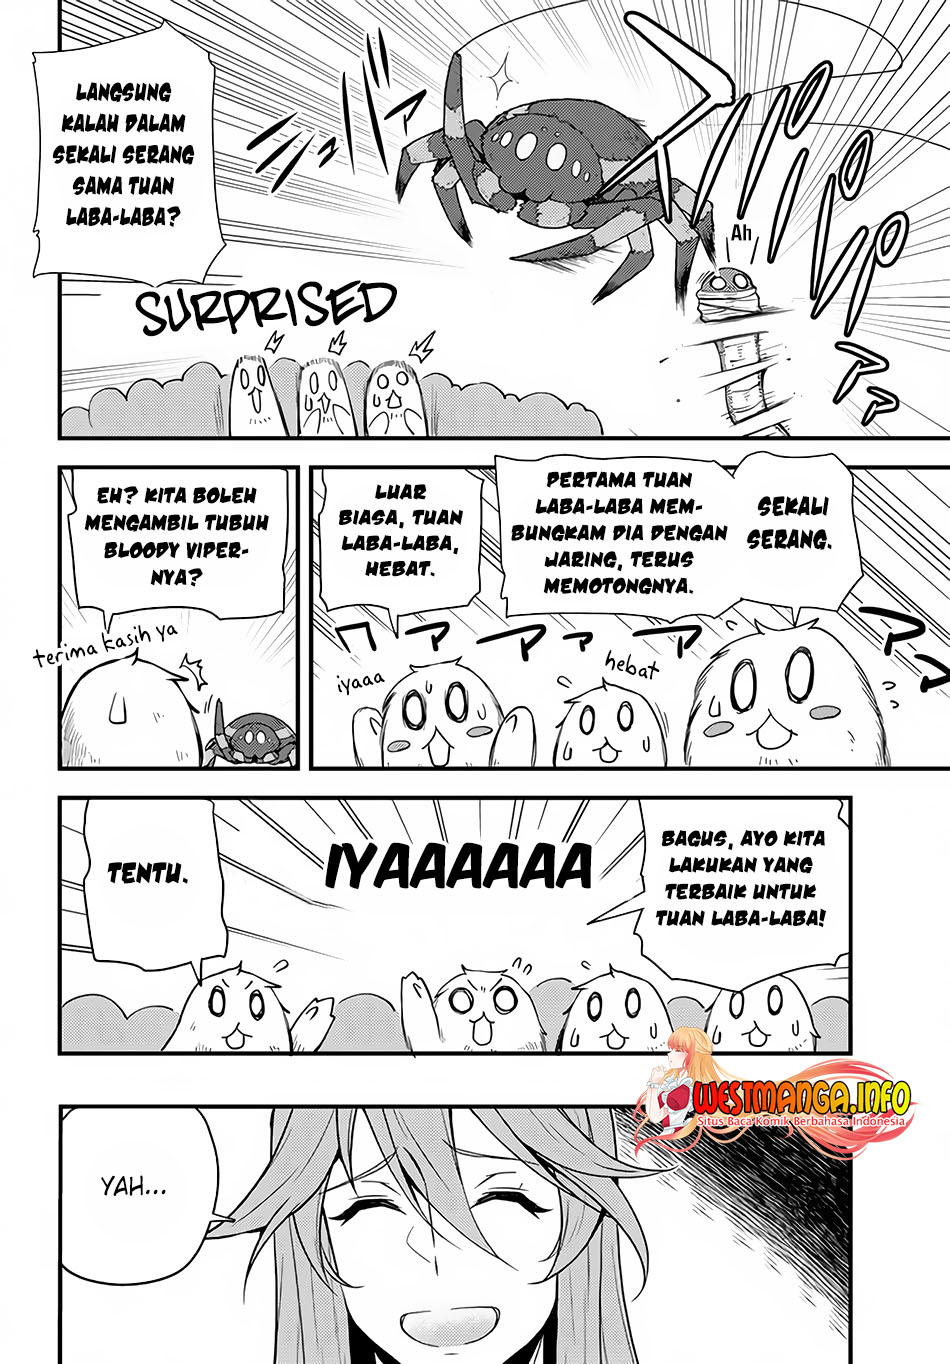 LANGSUNG
KALAH DALAM
SEKALI SERANG
SAMA TUAN
LABA-LABA?
Ah
SURPRISED
SEKALI
SERANG.
PERTAMA TUAN
LABA-LABA MEM-
BUNGKAM DIA DENGAN
JARING, TERUS
MEMOTONGNYA.
LUAR
BIASA, TUAN
LABA-LABA,
HEBAT.
hebat
iyaaa
EH? KITA BOLEH
MENGAMBIL TUBUH
BLOODY VIPER-
NYA?
terima kasih ya
BAGUS, AYO KITA
LAKUKAN YANG
TERBAIK UNTUK
TUAN LABA-LABA!
IYAAAAAA
TENTU.
WESTMANGA.INFO
Situs Baca Komik Berbahasa Indonesia
YAH...